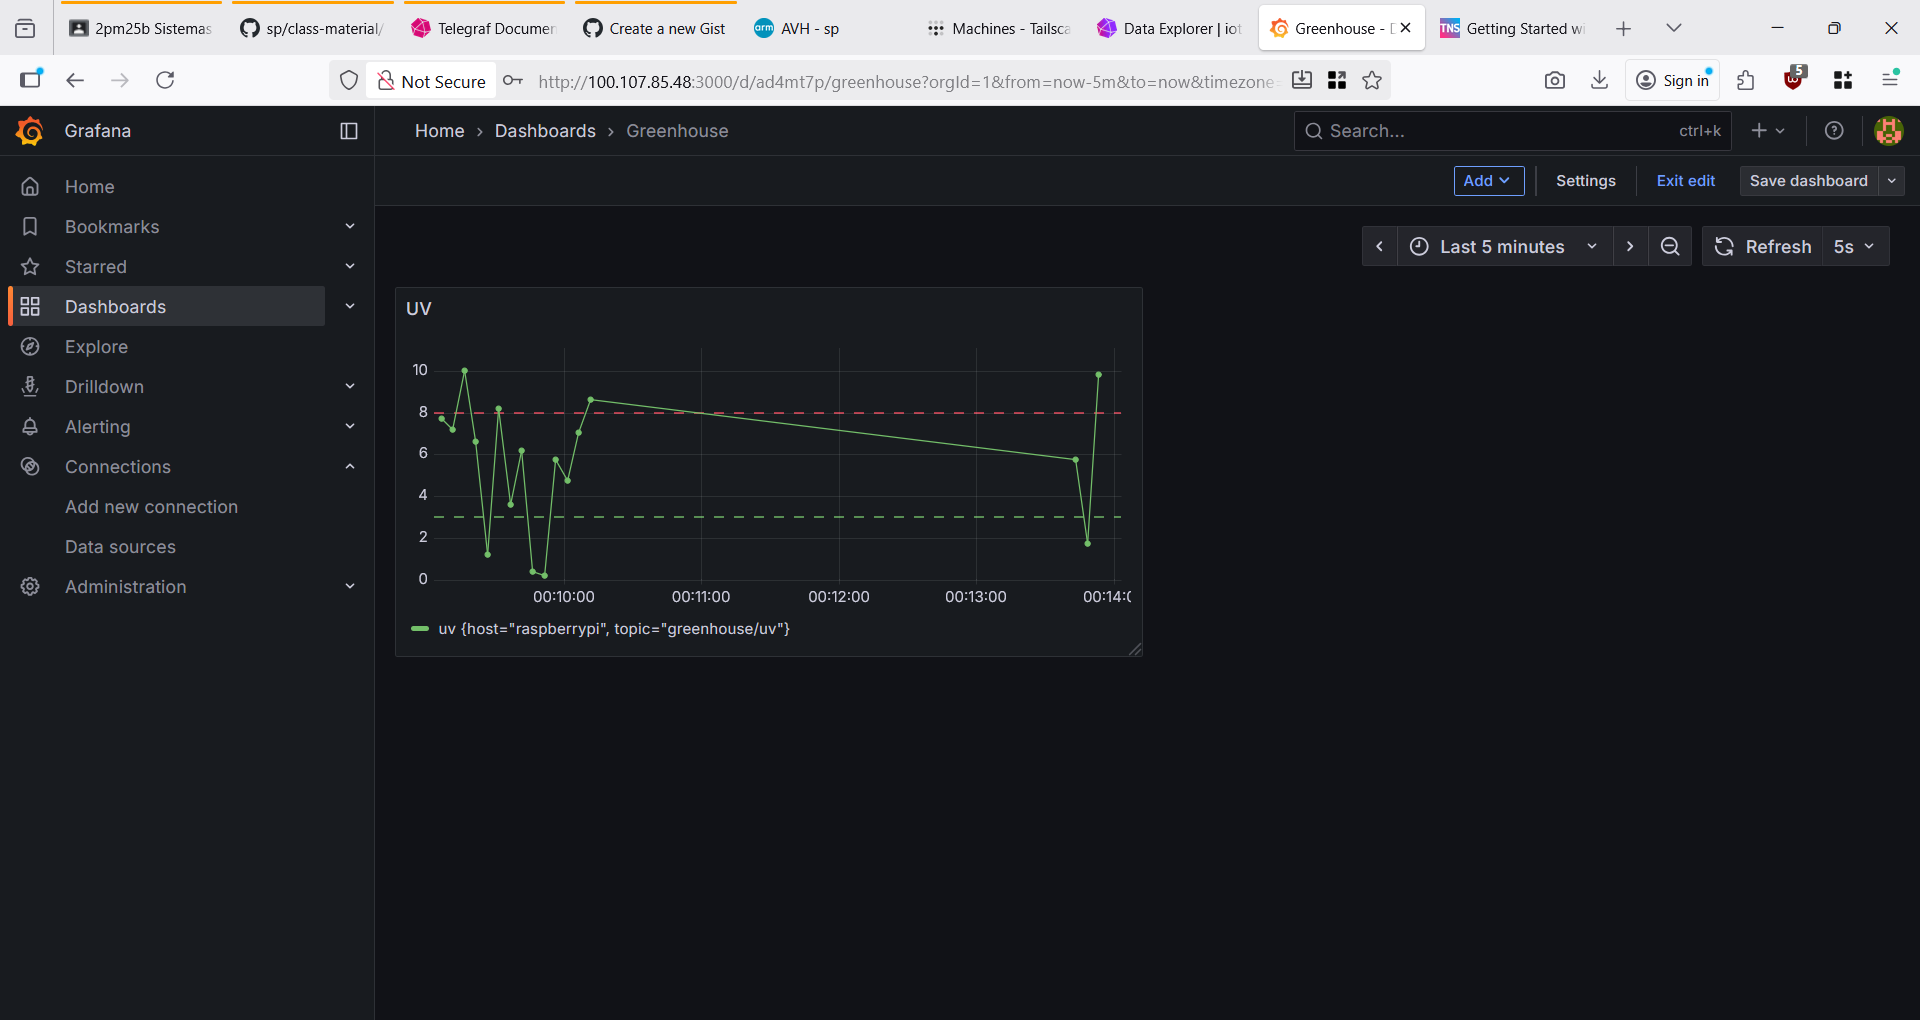 2pm25b Sistemas
sp/class-material/
Telegraf Documen
Create a new Gist
arm AVH - sp
Machines - Tailsca
Data Explorer | iot
Greenhouse - D
TNS Getting Started wi
Not Secure
http://100.107.85.48:3000/d/ad4mt7p/greenhouse?orgId=1&from=now-5m&to=now&timezone=
Sign in
5
Grafana
Home › Dashboards › Greenhouse
Search... ctrl+k
Home
Bookmarks
Starred
Dashboards
Explore
Drilldown
Alerting
Connections
Add new connection
Data sources
Administration
Add
Settings
Exit edit
Save dashboard
Last 5 minutes
Refresh
5s
UV
10
8
6
4
2
0
00:10:00 00:11:00 00:12:00 00:13:00 00:14:0
uv {host="raspberrypi", topic="greenhouse/uv"}